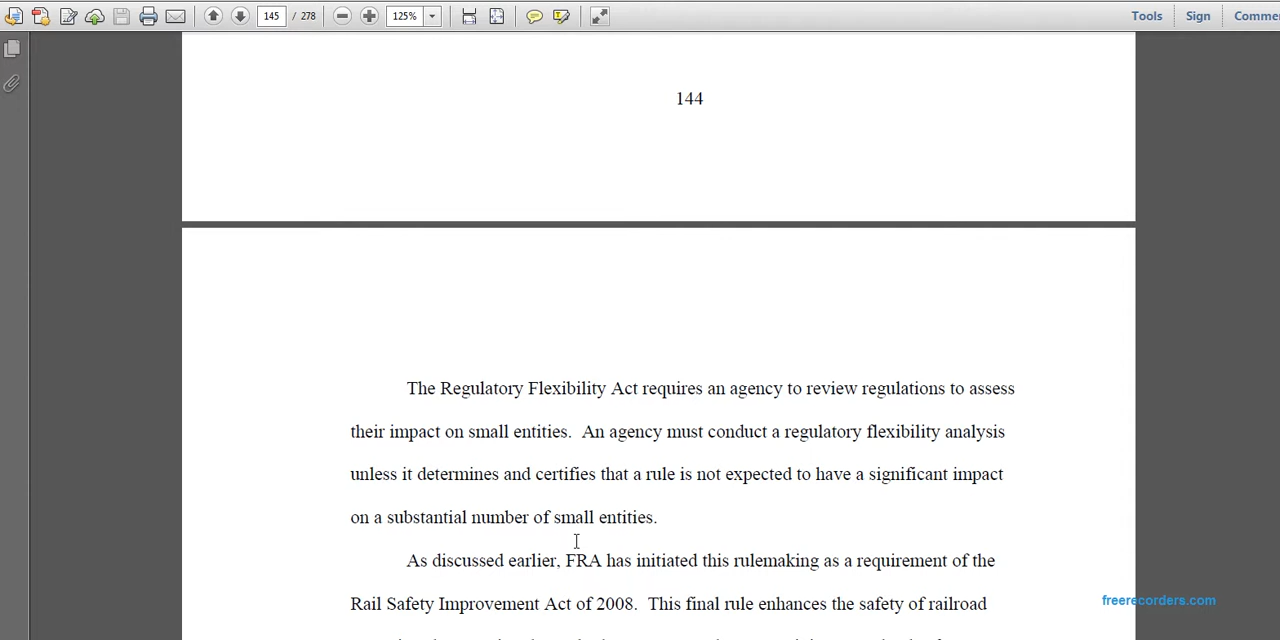 145 / 278 125% Tools Sign Comme
144
The Regulatory Flexibility Act requires an agency to review regulations to assess
their impact on small entities.  An agency must conduct a regulatory flexibility analysis
unless it determines and certifies that a rule is not expected to have a significant impact
on a substantial number of small entities.
As discussed earlier, FRA has initiated this rulemaking as a requirement of the
Rail Safety Improvement Act of 2008.  This final rule enhances the safety of railroad
freerecorders.com